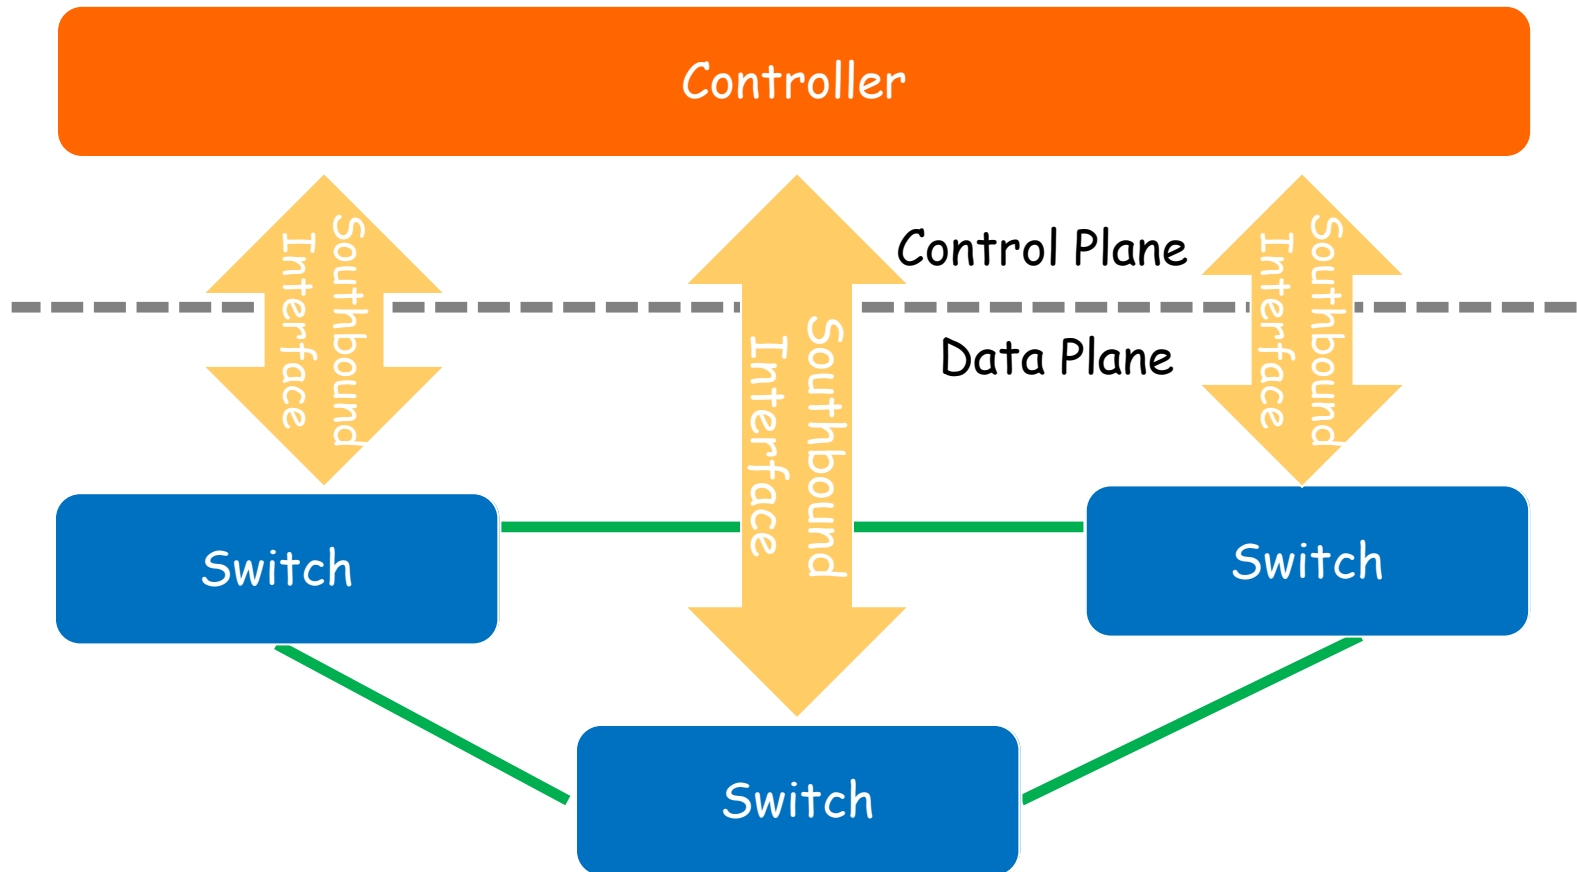 Controller
Southbound
Interface
Southbound
Interface
Control Plane
Southbound
Interface
Data Plane
Switch
Switch
Switch